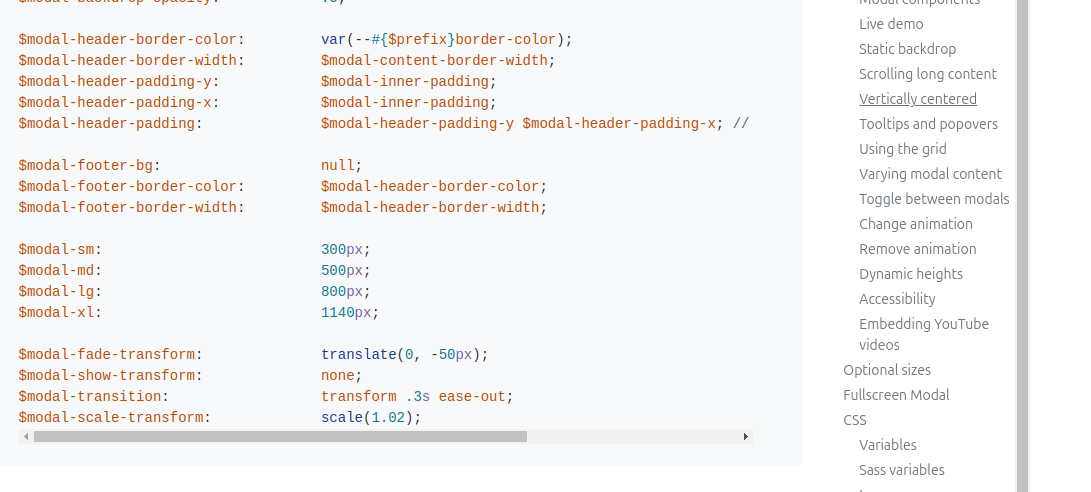 $modal-header-border-color: var(--#{$prefix}border-color);
$modal-header-border-width: $modal-content-border-width;
$modal-header-padding-y: $modal-inner-padding;
$modal-header-padding-x: $modal-inner-padding;
$modal-header-padding: $modal-header-padding-y $modal-header-padding-x; //
$modal-footer-bg: null;
$modal-footer-border-color: $modal-header-border-color;
$modal-footer-border-width: $modal-header-border-width;
$modal-sm: 300px;
$modal-md: 500px;
$modal-lg: 800px;
$modal-xl: 1140px;
$modal-fade-transform: translate(0, -50px);
$modal-show-transform: none;
$modal-transition: transform .3s ease-out;
$modal-scale-transform: scale(1.02);
Modal components
Live demo
Static backdrop
Scrolling long content
Vertically centered
Tooltips and popovers
Using the grid
Varying modal content
Toggle between modals
Change animation
Remove animation
Dynamic heights
Accessibility
Embedding YouTube
videos
Optional sizes
Fullscreen Modal
CSS
Variables
Sass variables